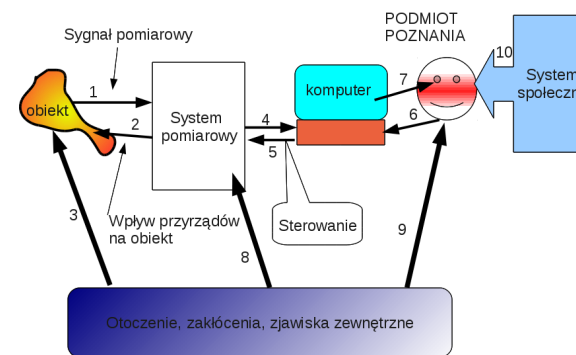 PODMIOT
POZNANIA
Sygnał pomiarowy
10
System
1
7
komputer
obiekt
System
pomiarowy
2
4
6
5
3
Wpływ przyrządów
na obiekt
Sterowanie
8
9
Otoczenie, zakłócenia, zjawiska zewnętrzne